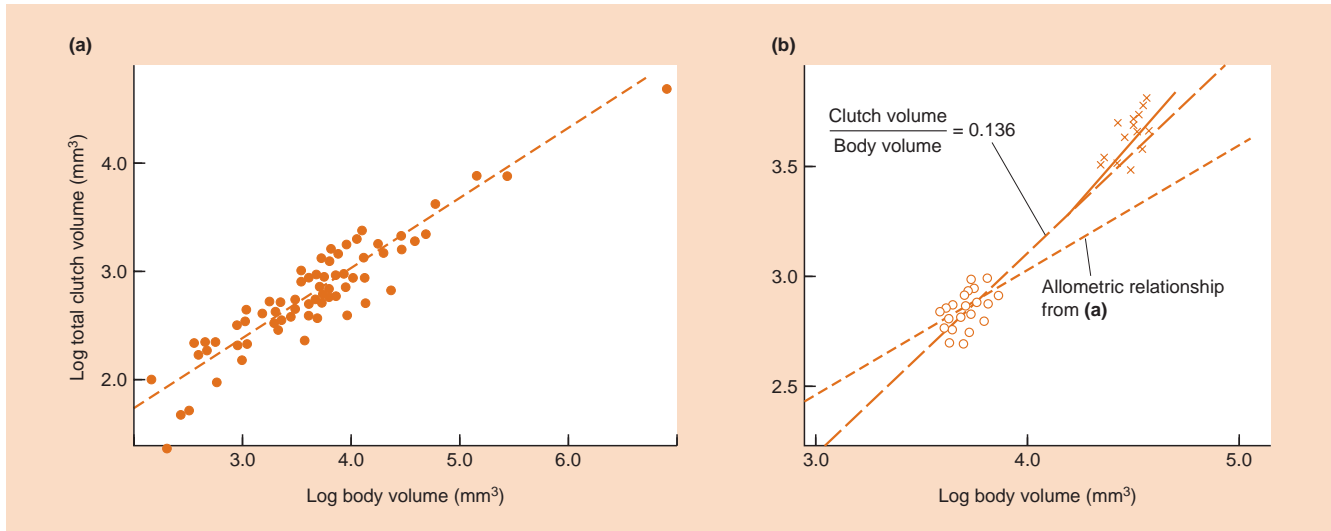 (a)
Log total clutch volume (mm³)
4.0
3.0
2.0
3.0 4.0 5.0 6.0
Log body volume (mm³)
(b)
Clutch volume
Body volume
= 0.136
Allometric relationship
from (a)
3.5
3.0
2.5
3.0 4.0 5.0
Log body volume (mm³)